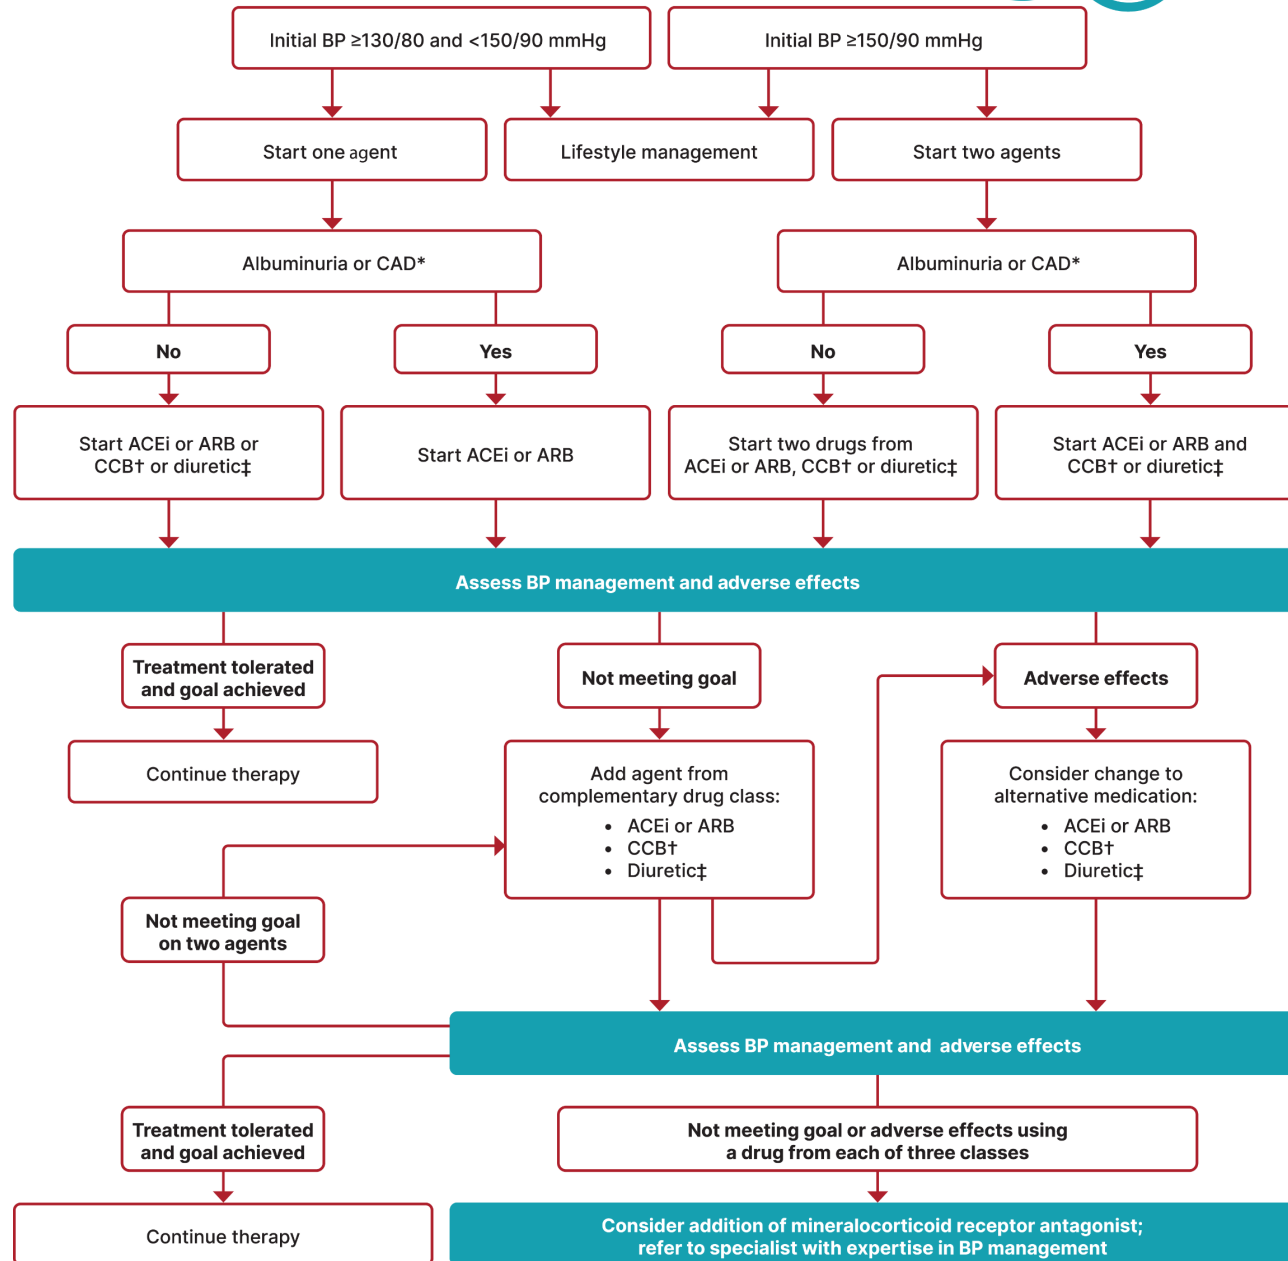 Initial BP ≥130/80 and <150/90 mmHg
Initial BP ≥150/90 mmHg
Start one agent
Lifestyle management
Start two agents
Albuminuria or CAD*
Albuminuria or CAD*
No
Yes
No
Yes
Start ACEi or ARB or
CCB† or diuretic‡
Start ACEi or ARB
Start two drugs from
ACEi or ARB, CCB† or diuretic‡
Start ACEi or ARB and
CCB† or diuretic‡
Assess BP management and adverse effects
Treatment tolerated
and goal achieved
Not meeting goal
Adverse effects
Continue therapy
Add agent from
complementary drug class:
• ACEi or ARB
• CCB†
• Diuretic‡
Consider change to
alternative medication:
• ACEi or ARB
• CCB†
• Diuretic‡
Not meeting goal
on two agents
Assess BP management and adverse effects
Treatment tolerated
and goal achieved
Not meeting goal or adverse effects using
a drug from each of three classes
Continue therapy
Consider addition of mineralocorticoid receptor antagonist;
refer to specialist with expertise in BP management